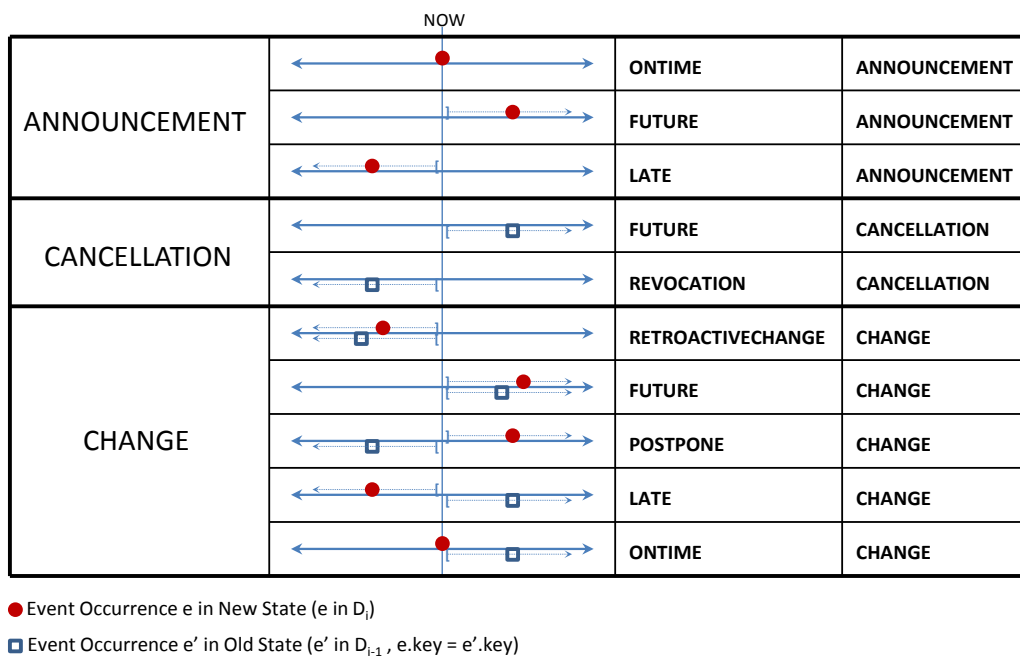 NOW
ANNOUNCEMENT
ONTIME ANNOUNCEMENT
FUTURE ANNOUNCEMENT
LATE ANNOUNCEMENT
CANCELLATION
FUTURE CANCELLATION
REVOCATION CANCELLATION
CHANGE
RETROACTIVECHANGE CHANGE
FUTURE CHANGE
POSTPONE CHANGE
LATE CHANGE
ONTIME CHANGE
Event Occurrence e in New State (e in Di)
Event Occurrence e’ in Old State (e’ in Di-1 , e.key = e’.key)